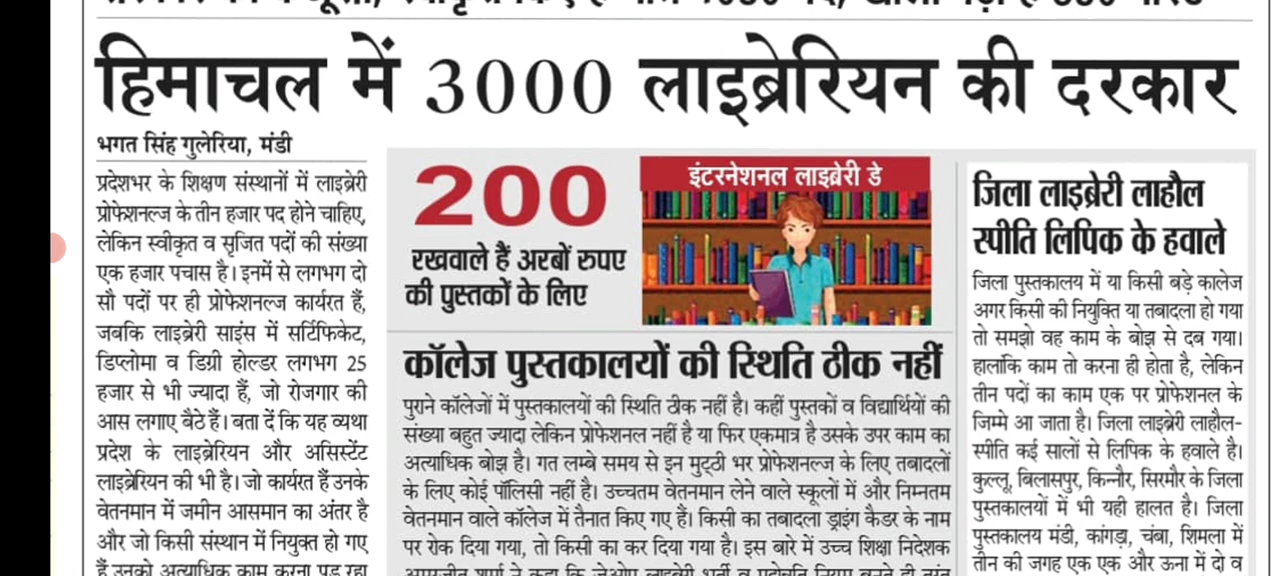 हिमाचल में 3000 लाइब्रेरियन की दरकार
भगत सिंह गुलेरिया, मंडी
प्रदेशभर के शिक्षण संस्थानों में लाइब्रेरी
प्रोफेशनल्ज के तीन हजार पद होने चाहिए,
लेकिन स्वीकृत व सृजित पदों की संख्या
एक हजार पचास है। इनमें से लगभग दो
सौ पदों पर ही प्रोफेशनल्ज कार्यरत हैं,
जबकि लाइब्रेरी साइंस में सर्टिफिकेट,
डिप्लोमा व डिग्री होल्डर लगभग 25
हजार से भी ज्यादा हैं, जो रोजगार की
आस लगाए बैठे हैं। बता दें कि यह व्यथा
प्रदेश के लाइब्रेरियन और असिस्टेंट
लाइब्रेरियन की भी है। जो कार्यरत हैं उनके
वेतनमान में जमीन आसमान का अंतर है
और जो किसी संस्थान में नियुक्त हो गए
हैं उनको अत्याधिक काम करना पड़ रहा
200
रखवाले हैं अरबों रुपए
की पुस्तकों के लिए
इंटरनेशनल लाइब्रेरी डे
कॉलेज पुस्तकालयों की स्थिति ठीक नहीं
पुराने कॉलेजों में पुस्तकालयों की स्थिति ठीक नहीं है। कहीं पुस्तकों व विद्यार्थियों की
संख्या बहुत ज्यादा लेकिन प्रोफेशनल नहीं है या फिर एकमात्र है उसके उपर काम का
अत्याधिक बोझ है। गत लम्बे समय से इन मुट्ठी भर प्रोफेशनल्ज के लिए तबादलों
के लिए कोई पॉलिसी नहीं है। उच्चतम वेतनमान लेने वाले स्कूलों में और निम्नतम
वेतनमान वाले कॉलेज में तैनात किए गए हैं। किसी का तबादला ड्राइंग कैडर के नाम
पर रोक दिया गया, तो किसी का कर दिया गया है। इस बारे में उच्च शिक्षा निदेशक
जिला लाइब्रेरी लाहौल
स्पीति लिपिक के हवाले
जिला पुस्तकालय में या किसी बड़े कालेज
अगर किसी की नियुक्ति या तबादला हो गया
तो समझो वह काम के बोझ से दब गया।
हालांकि काम तो करना ही होता है, लेकिन
तीन पदों का काम एक पर प्रोफेशनल के
जिम्मे आ जाता है। जिला लाइब्रेरी लाहौल-
स्पीति कई सालों से लिपिक के हवाले है।
कुल्लू, बिलासपुर, किन्नौर, सिरमौर के जिला
पुस्तकालयों में भी यही हालत है। जिला
पुस्तकालय मंडी, कांगड़ा, चंबा, शिमला में
तीन की जगह एक एक और ऊना में दो व